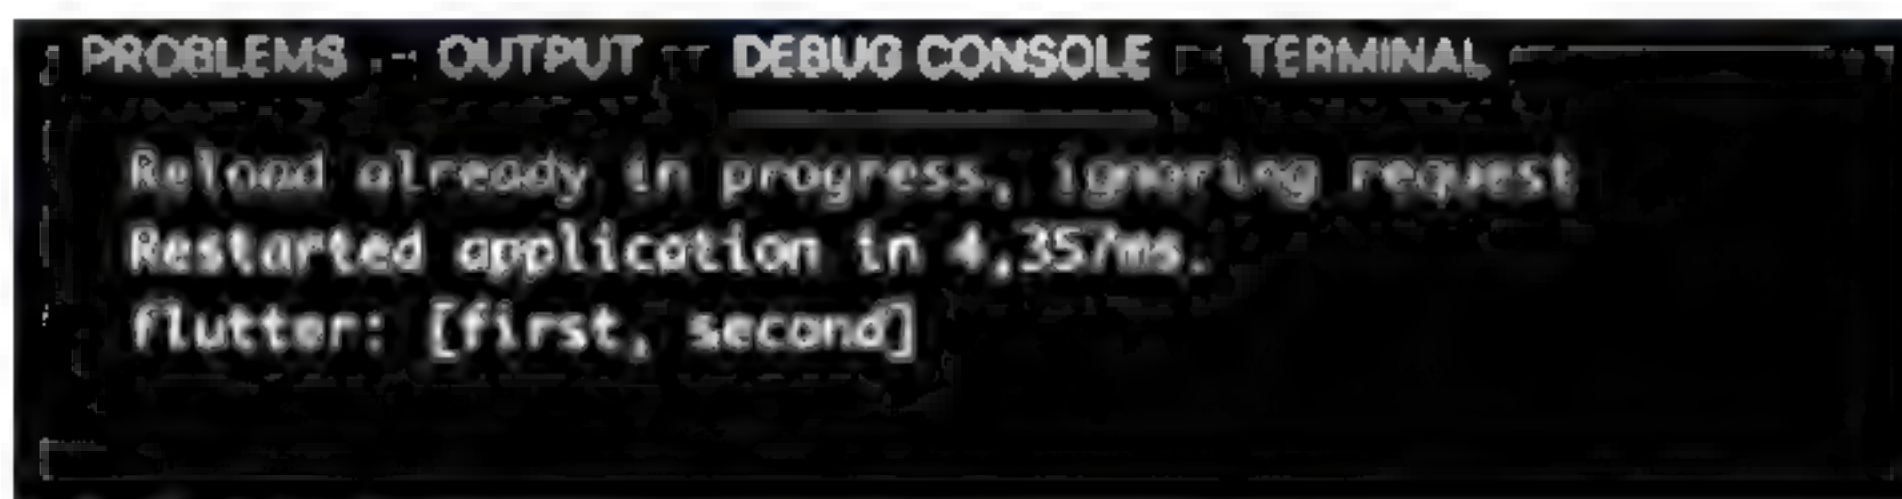 PROBLEMS OUTPUT DEBUG CONSOLE TERMINAL
Reload already in progress, ignoring request
Restarted application in 4,357ms.
flutter: [first, second]